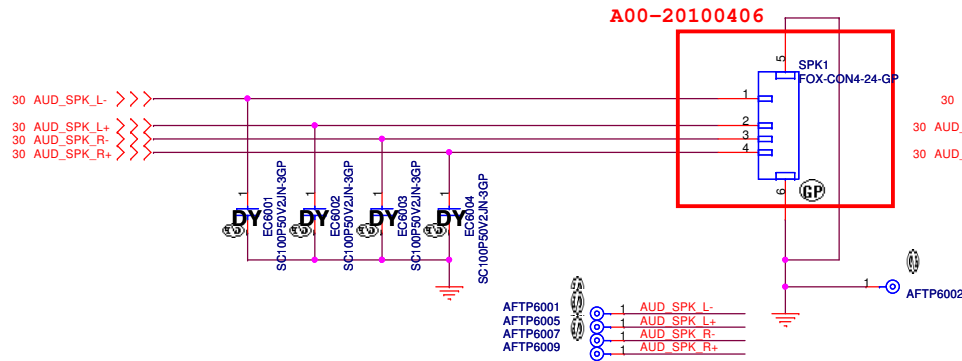 A00-20100406
5
SPK1
FOX-CON4-24-GP
30 AUD_SPK_L- 1 30
30 AUD_SPK_L+ 2 30 AUD_
30 AUD_SPK_R- 3
30 AUD_SPK_R+ 4 30 AUD_
6 GP
1 1 1 1
DY DY DY DY
EC6001
SC100P50V2JN-3GP
EC6002
SC100P50V2JN-3GP
EC6003
SC100P50V2JN-3GP
EC6004
SC100P50V2JN-3GP
1 AFTP6002
AFTP6001 1 AUD_SPK_L-
AFTP6005 1 AUD_SPK_L+
AFTP6007 1 AUD_SPK_R-
AFTP6009 1 AUD_SPK_R+